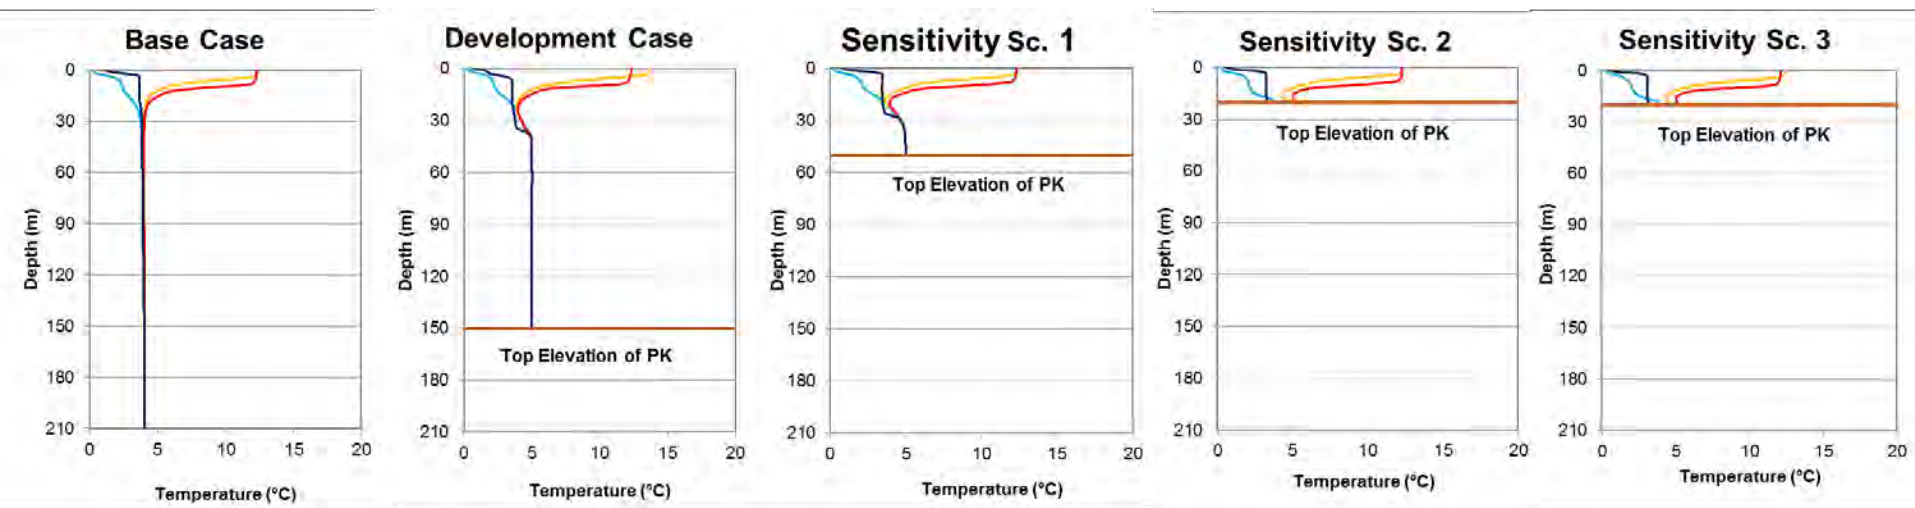 Base Case
0
30
60
90
120
150
180
210
Depth (m)
0 5 10 15 20
Temperature (°C)
Development Case
0
30
60
90
120
150
180
210
Depth (m)
Top Elevation of PK
0 5 10 15 20
Temperature (°C)
Sensitivity Sc. 1
0
30
60
90
120
150
180
210
Depth (m)
Top Elevation of PK
0 5 10 15 20
Temperature (°C)
Sensitivity Sc. 2
0
30
60
90
120
150
180
210
Depth (m)
Top Elevation of PK
0 5 10 15 20
Temperature (°C)
Sensitivity Sc. 3
0
30
60
90
120
150
180
210
Depth (m)
Top Elevation of PK
0 5 10 15 20
Temperature (°C)